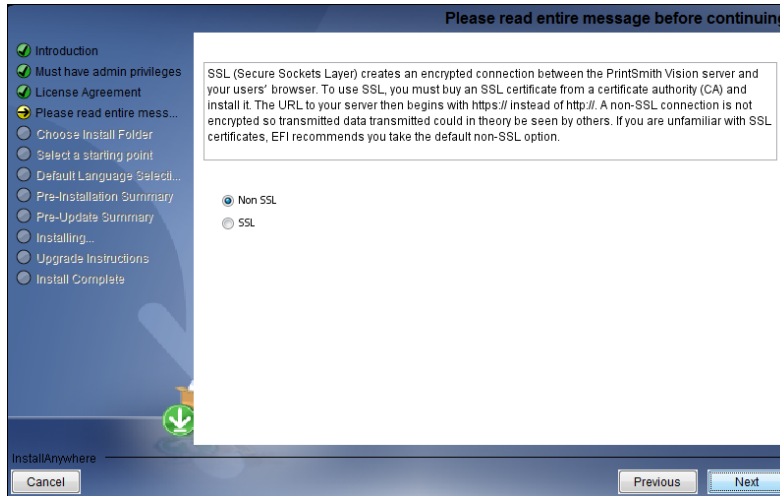 Please read entire message before continuing
Introduction
Must have admin privileges
License Agreement
Please read entire mess...
Choose Install Folder
Select a starting point
Default Language Selecti...
Pre-Installation Summary
Pre-Update Summary
Installing...
Upgrade Instructions
Install Complete
SSL (Secure Sockets Layer) creates an encrypted connection between the PrintSmith Vision server and
your users' browser. To use SSL, you must buy an SSL certificate from a certificate authority (CA) and
install it. The URL to your server then begins with https:// instead of http://. A non-SSL connection is not
encrypted so transmitted data transmitted could in theory be seen by others. If you are unfamiliar with SSL
certificates, EFI recommends you take the default non-SSL option.
Non SSL
SSL
InstallAnywhere
Cancel
Previous
Next